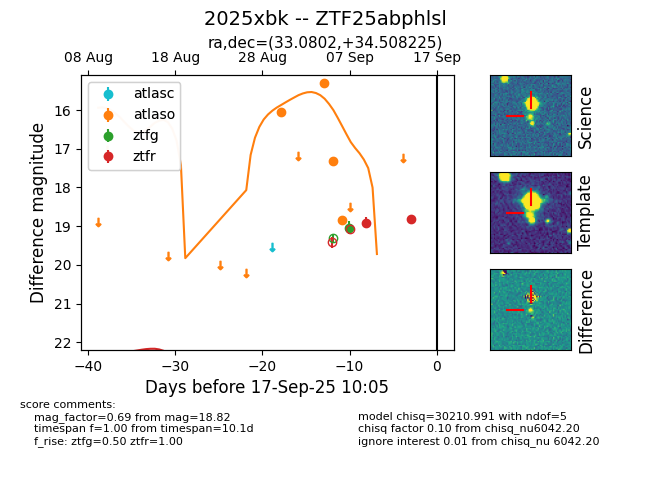 2025xbk -- ZTF25abphlsl
ra,dec=(33.0802,+34.508225)
08 Aug 18 Aug 28 Aug 07 Sep 17 Sep
atlasc
atlaso
ztfg
ztfr
16
17
18
19
20
21
22
Difference magnitude
−40 −30 −20 −10 0
Days before 17-Sep-25 10:05
Science
Template
Difference
score comments:
mag_factor=0.69 from mag=18.82
timespan f=1.00 from timespan=10.1d
f_rise: ztfg=0.50 ztfr=1.00
model chisq=30210.991 with ndof=5
chisq factor 0.10 from chisq_nu6042.20
ignore interest 0.01 from chisq_nu 6042.20